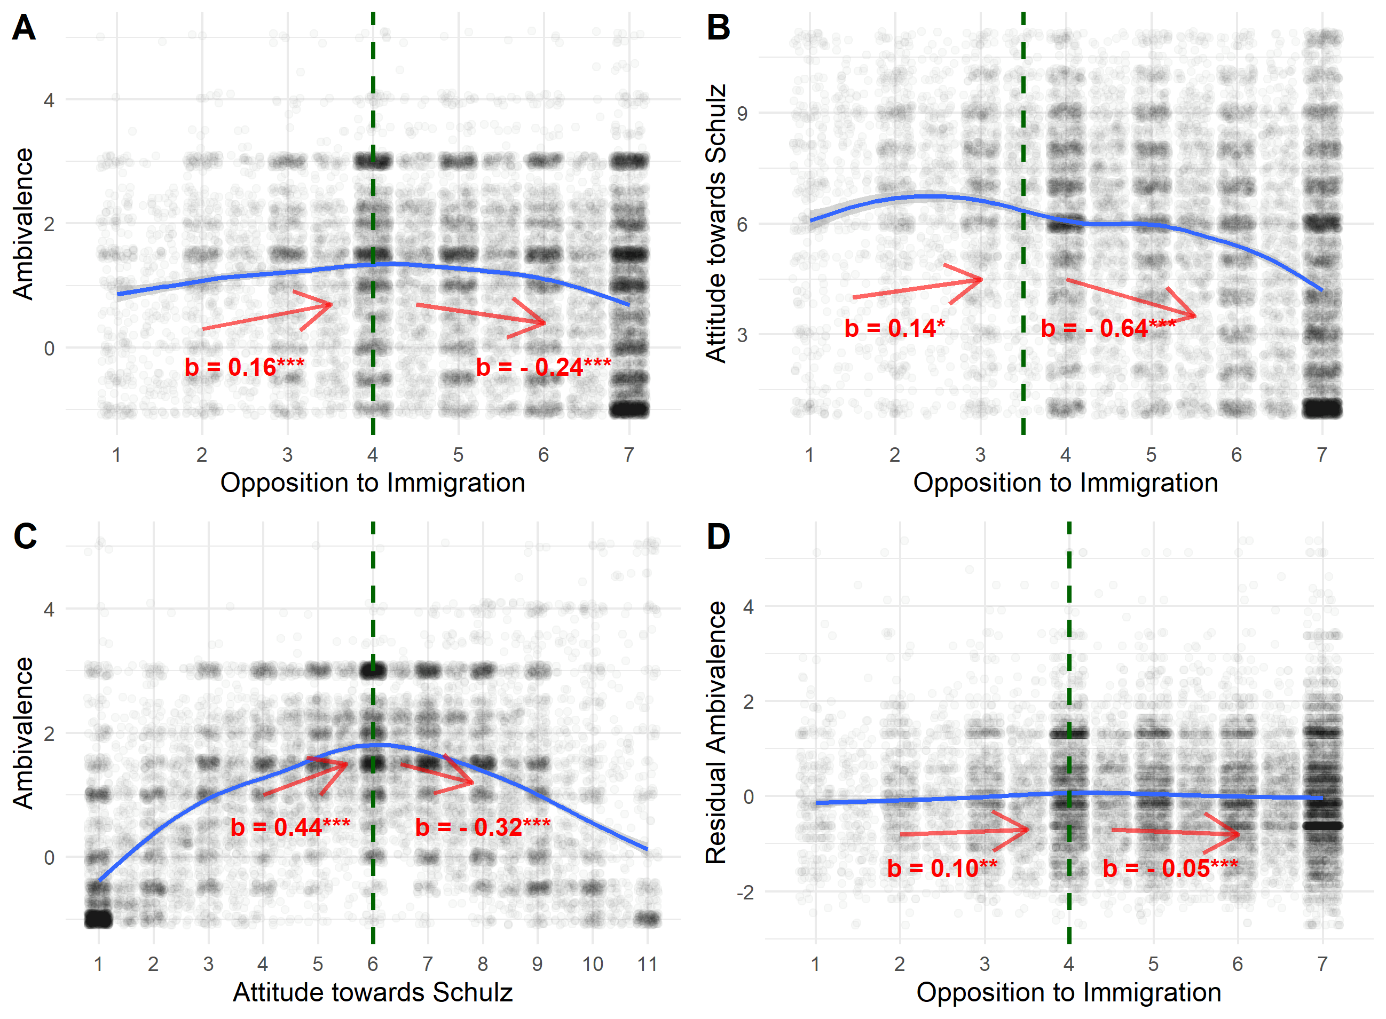 A
Ambivalence
4
2
0
b = 0.16***
b = - 0.24***
1 2 3 4 5 6 7
Opposition to Immigration
B
Attitude towards Schulz
9
6
3
b = 0.14*
b = - 0.64***
1 2 3 4 5 6 7
Opposition to Immigration
C
Ambivalence
4
2
0
b = 0.44***
b = - 0.32***
1 2 3 4 5 6 7 8 9 10 11
Attitude towards Schulz
D
Residual Ambivalence
4
2
0
-2
b = 0.10**
b = - 0.05***
1 2 3 4 5 6 7
Opposition to Immigration